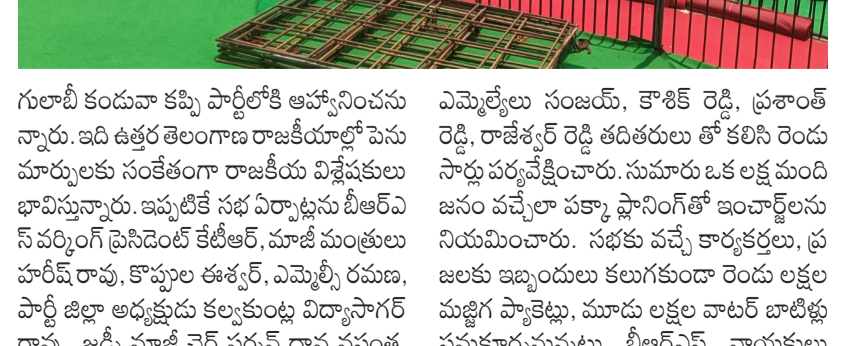 గులాబీ కండువా కప్పి పార్టీలోకి ఆహ్వానించను
న్నారు. ఇది ఉత్తర తెలంగాణ రాజకీయాల్లో పెను
మార్పులకు సంకేతంగా రాజకీయ విశ్లేషకులు
భావిస్తున్నారు. ఇప్పటికే సభ ఏర్పాట్లను బీఆర్ఎ
స్ వర్కింగ్ ప్రెసిడెంట్ కేటీఆర్, మాజీ మంత్రులు
హరీష్ రావు, కొప్పుల ఈశ్వర్, ఎమ్మెల్సీ రమణ,
పార్టీ జిల్లా అధ్యక్షుడు కల్వకుంట్ల విద్యాసాగర్
ఎమ్మెల్యేలు సంజయ్, కౌశిక్ రెడ్డి, ప్రశాంత్
రెడ్డి, రాజేశ్వర్ రెడ్డి తదితరులు తో కలిసి రెండు
సార్లు పర్యవేక్షించారు. సుమారు ఒక లక్ష మంది
జనం వచ్చేలా పక్కా ప్లానింగ్‌తో ఇంచార్జ్‌లను
నియమించారు. సభకు వచ్చే కార్యకర్తలు, ప్ర
జలకు ఇబ్బందులు కలుగకుండా రెండు లక్షల
మజ్జిగ ప్యాకెట్లు, మూడు లక్షల వాటర్ బాటిళ్లు